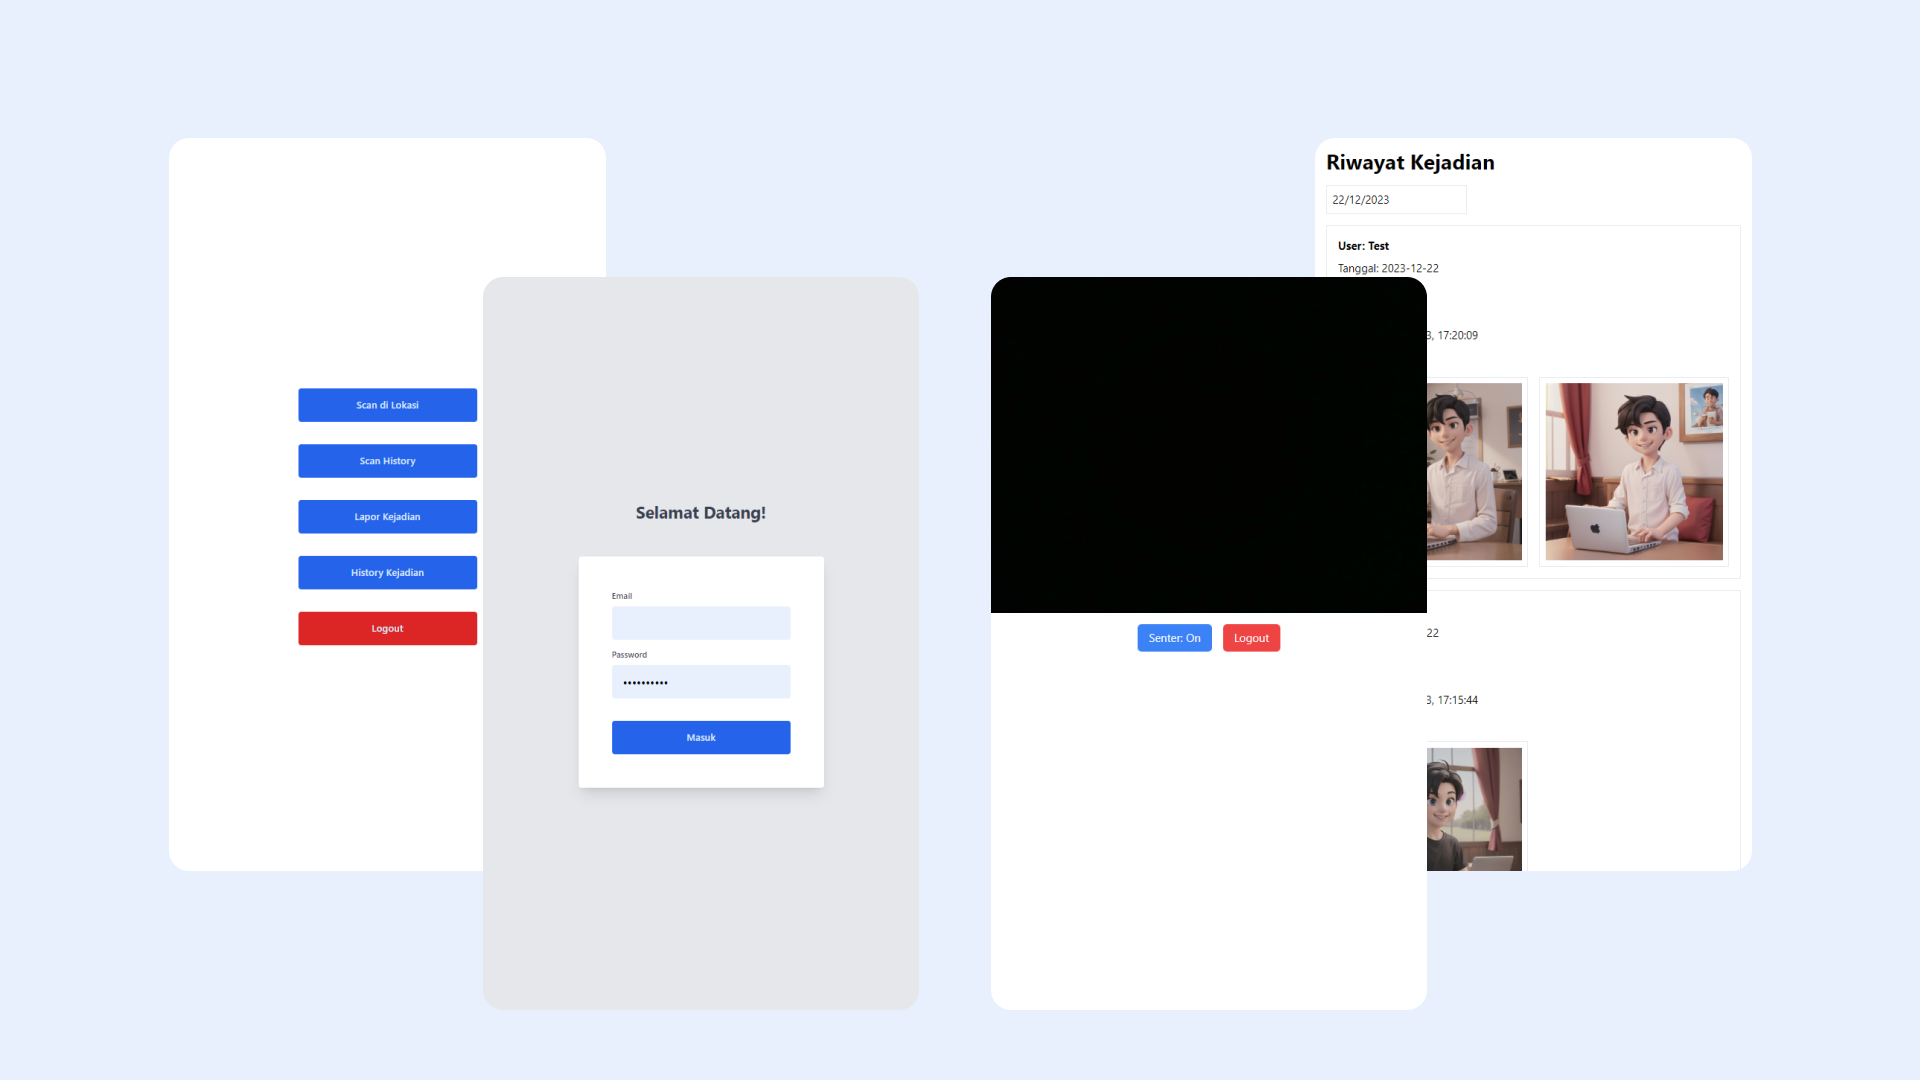 Scan di Lokasi
Scan History
Lapor Kejadian
History Kejadian
Logout
Selamat Datang!
Email
Password
••••••••••
Masuk
Senter: On
Logout
Riwayat Kejadian
22/12/2023
User: Test
Tanggal: 2023-12-22
3, 17:20:09
22
3, 17:15:44